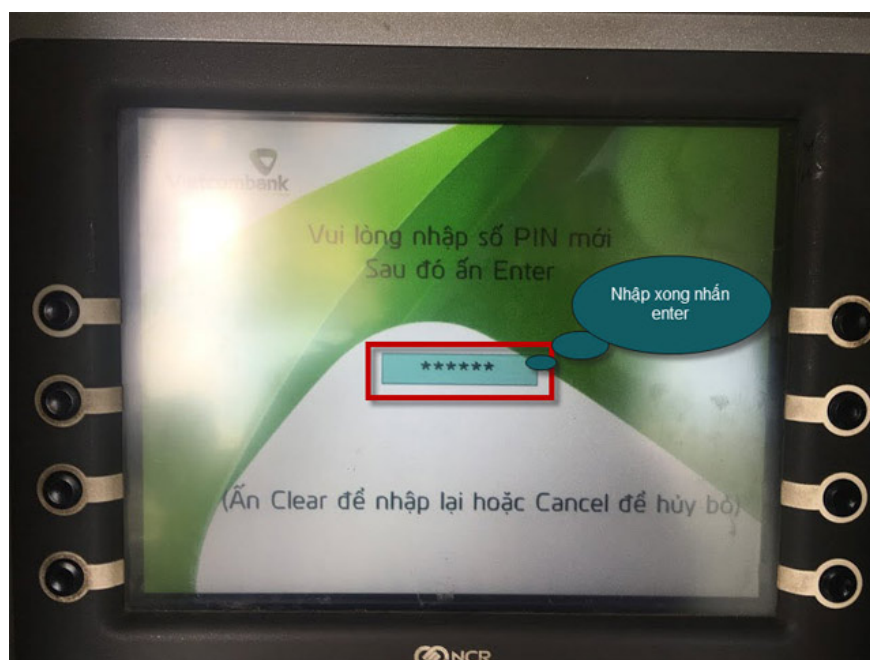 Vietcombank
Vui lòng nhập số PIN mới
Sau đó ấn Enter
Nhập xong nhấn
enter
******
(Ấn Clear để nhập lại hoặc Cancel để hủy bỏ)
NCR